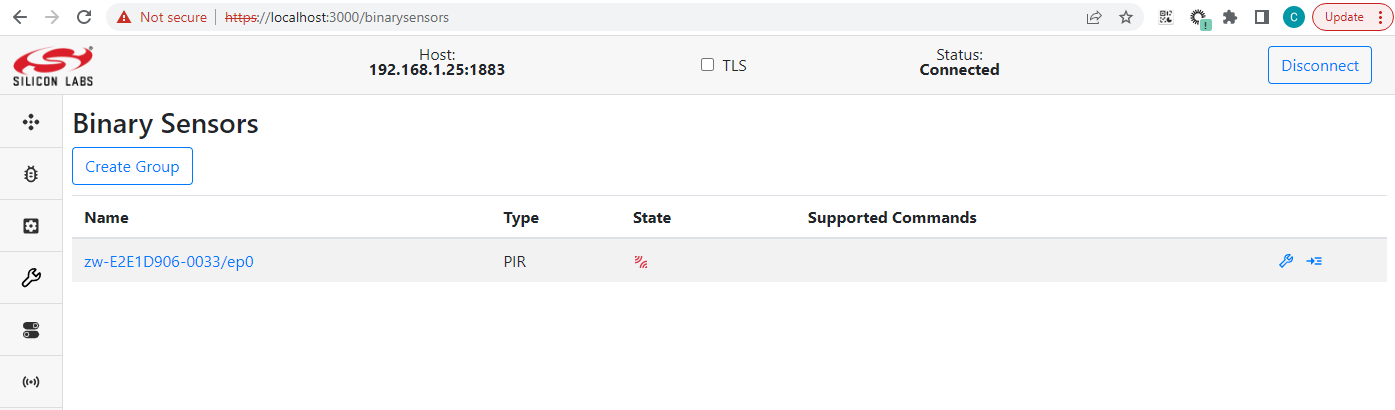 Not secure
https://localhost:3000/binarysensors
C
Update
SILICON LABS
Host:
192.168.1.25:1883
TLS
Status:
Connected
Disconnect
Binary Sensors
Create Group
Name Type State Supported Commands
zw-E2E1D906-0033/ep0 PIR